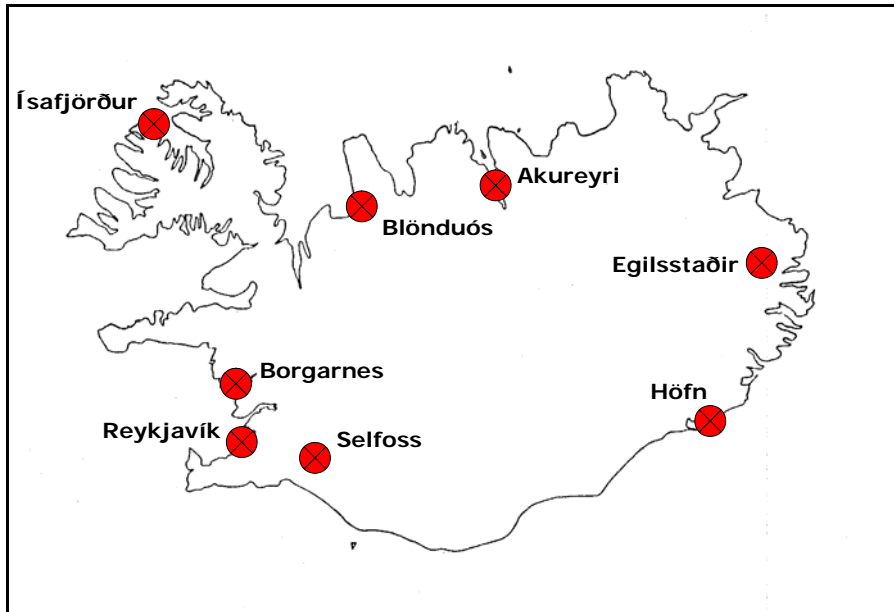 Ísafjörður
Akureyri
Blönduós
Egilsstaðir
Borgarnes
Höfn
Reykjavík
Selfoss